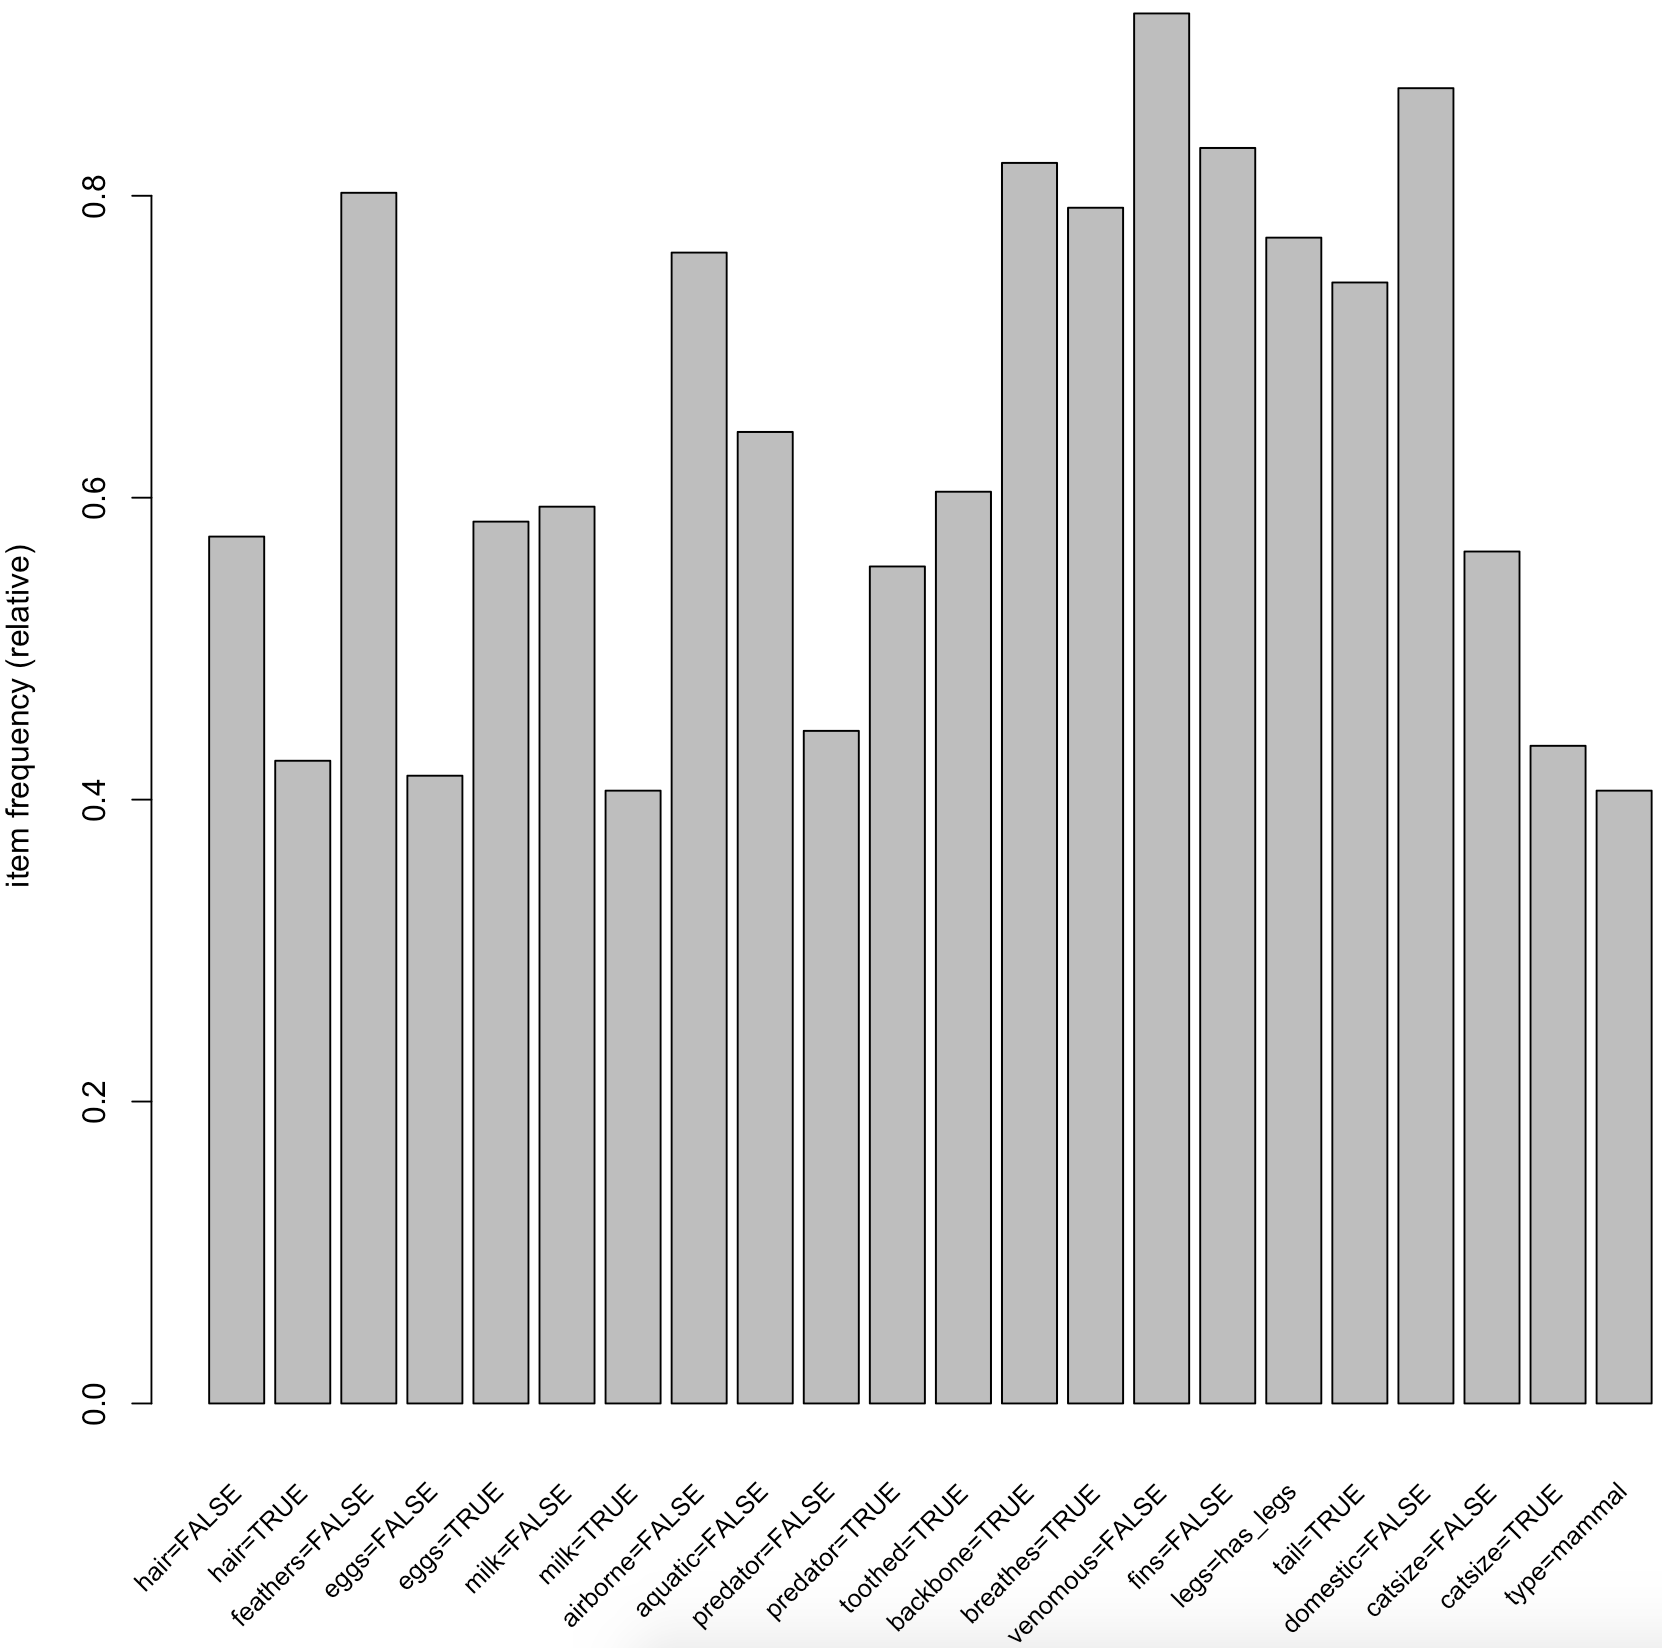 item frequency (relative)
0.8
0.6
0.4
0.2
0.0
hair=FALSE
hair=TRUE
feathers=FALSE
eggs=FALSE
eggs=TRUE
milk=FALSE
milk=TRUE
airborne=FALSE
aquatic=FALSE
predator=FALSE
predator=TRUE
toothed=TRUE
backbone=TRUE
breathes=TRUE
venomous=FALSE
fins=FALSE
legs=has_legs
tail=TRUE
domestic=FALSE
catsize=FALSE
catsize=TRUE
type=mammal